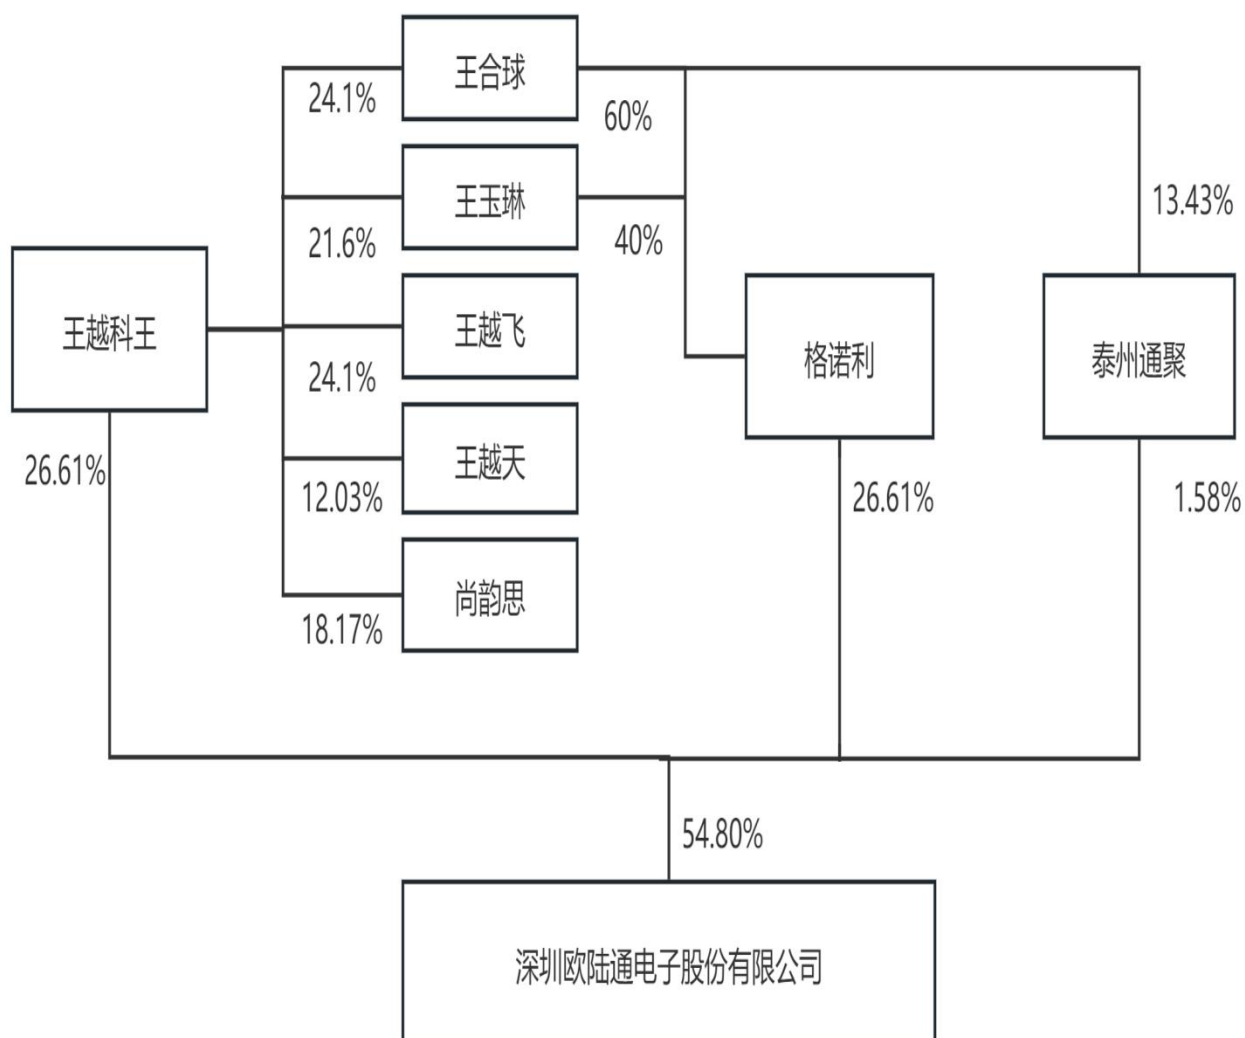 王合球
24.1%
60%
王玉琳
13.43%
21.6%
40%
王越科王
王越飞
格诺利
泰州通聚
24.1%
王越天
26.61%
12.03%
26.61%
1.58%
尚韵思
18.17%
54.80%
深圳欧陆通电子股份有限公司